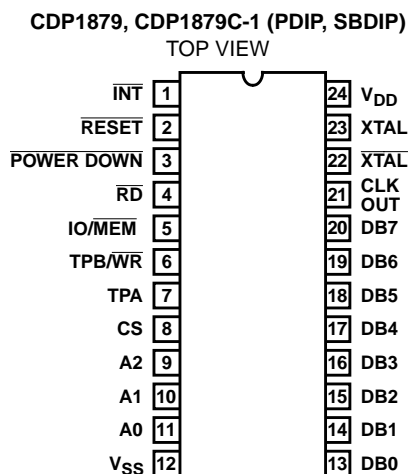 CDP1879, CDP1879C-1 (PDIP, SBDIP)
TOP VIEW
INT 1 24 VDD
RESET 2 23 XTAL
POWER DOWN 3 22 XTAL
RD 4 21 CLK OUT
IO/MEM 5 20 DB7
TPB/WR 6 19 DB6
TPA 7 18 DB5
CS 8 17 DB4
A2 9 16 DB3
A1 10 15 DB2
A0 11 14 DB1
VSS 12 13 DB0